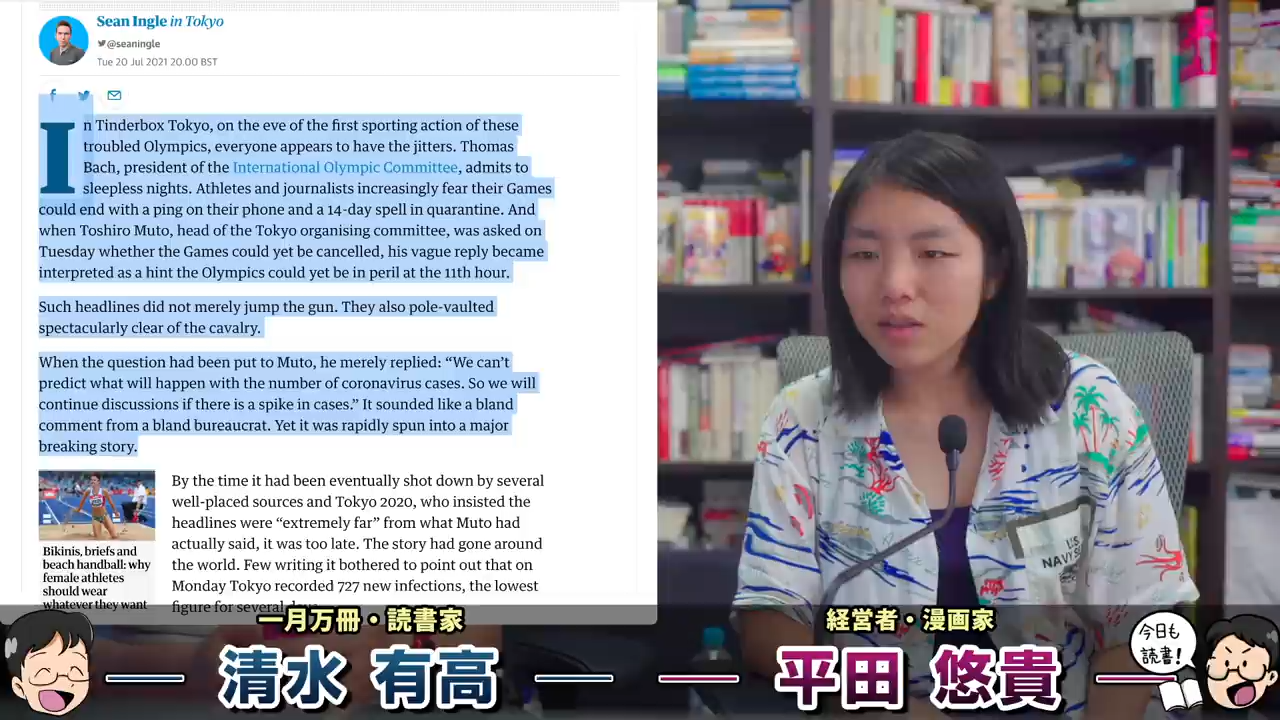 Sean Ingle in Tokyo
@seaningle
Tue 20 Jul 2021 20.00 BST
In Tinderbox Tokyo, on the eve of the first sporting action of these
troubled Olympics, everyone appears to have the jitters. Thomas
Bach, president of the International Olympic Committee, admits to
sleepless nights. Athletes and journalists increasingly fear their Games
could end with a ping on their phone and a 14-day spell in quarantine. And
when Toshiro Muto, head of the Tokyo organising committee, was asked on
Tuesday whether the Games could yet be cancelled, his vague reply became
interpreted as a hint the Olympics could yet be in peril at the 11th hour.
Such headlines did not merely jump the gun. They also pole-vaulted
spectacularly clear of the cavalry.
When the question had been put to Muto, he merely replied: “We can’t
predict what will happen with the number of coronavirus cases. So we will
continue discussions if there is a spike in cases.” It sounded like a bland
comment from a bland bureaucrat. Yet it was rapidly spun into a major
breaking story.
By the time it had been eventually shot down by several
well-placed sources and Tokyo 2020, who insisted the
headlines were “extremely far” from what Muto had
actually said, it was too late. The story had gone around
the world. Few writing it bothered to point out that on
Monday Tokyo recorded 727 new infections, the lowest
figure for several days
Bikinis, briefs and
beach handball: why
female athletes
should wear
whatever they want
U.S.
NAVY
一月万冊・読書家
清水 有高
経営者・漫画家
平田 悠貴
今日も
読書!